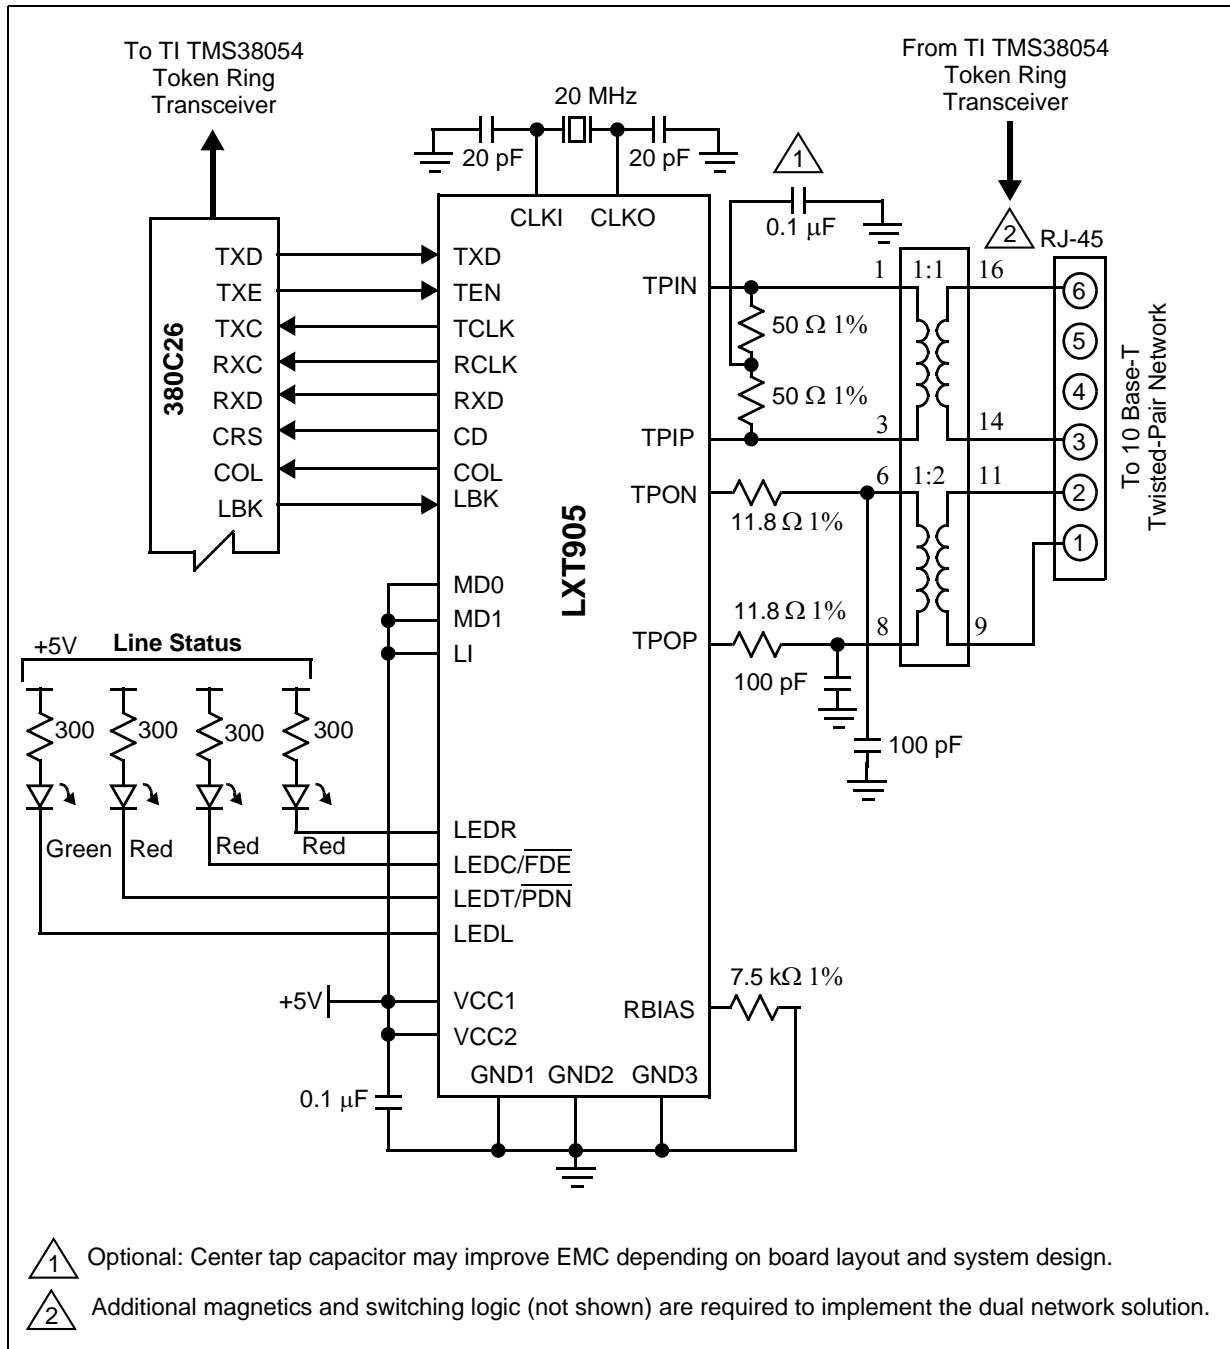 To TI TMS38054
Token Ring
Transceiver
From TI TMS38054
Token Ring
Transceiver
20 MHz
20 pF
20 pF
1
0.1 μF
2
RJ-45
CLKI
CLKO
380C26
TXD
TXE
TXC
RXC
RXD
CRS
COL
LBK
LXT905
TXD
TEN
TCLK
RCLK
RXD
CD
COL
LBK
MD0
MD1
LI
LEDR
LEDC/FDE
LEDT/PDN
LEDL
VCC1
VCC2
GND1
GND2
GND3
TPIN
TPIP
TPON
TPOP
RBIAS
50 Ω 1%
50 Ω 1%
11.8 Ω 1%
11.8 Ω 1%
100 pF
100 pF
7.5 kΩ 1%
1
1:1
16
3
14
6
1:2
11
8
9
6
5
4
3
2
1
To 10 Base-T
Twisted-Pair Network
+5V
Line Status
300
300
300
300
Green
Red
Red
Red
+5V
0.1 μF
1 Optional: Center tap capacitor may improve EMC depending on board layout and system design.
2 Additional magnetics and switching logic (not shown) are required to implement the dual network solution.